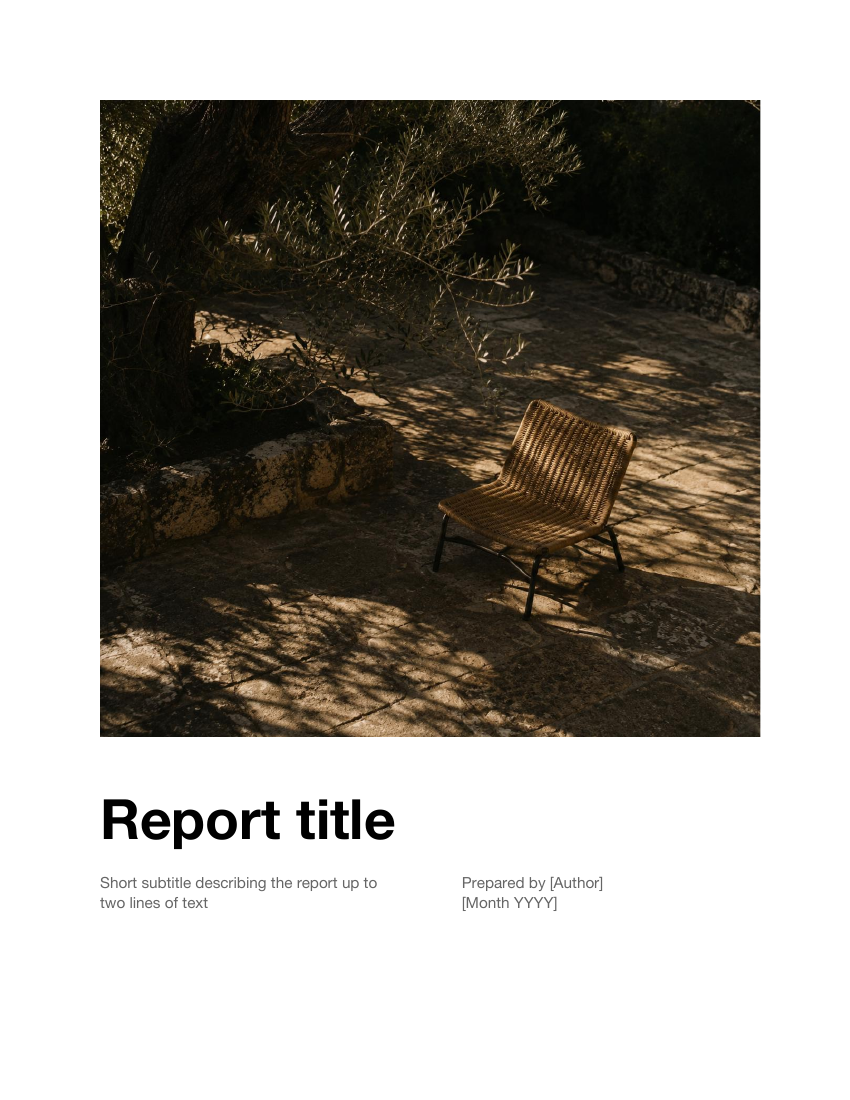 Report title
Short subtitle describing the report up to
two lines of text
Prepared by [Author]
[Month YYYY]